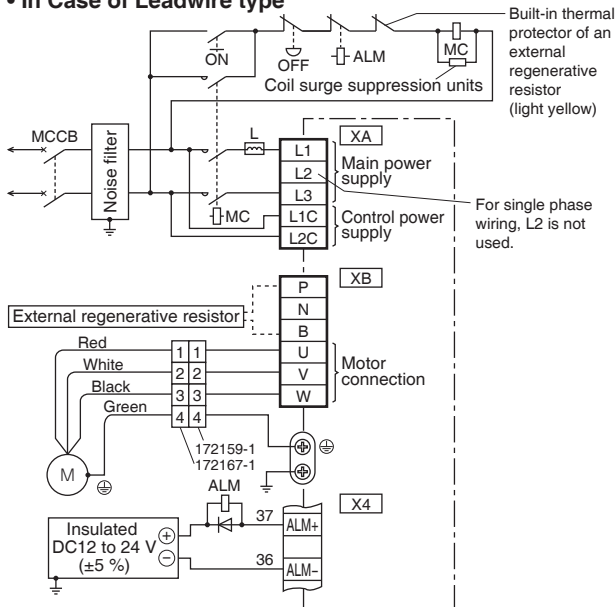 • In Case of Leadwire type
Built-in thermal
protector of an
external
regenerative
resistor
(light yellow)
ON
OFF
ALM
MC
Coil surge suppression units
MCCB
Noise filter
L
XA
L1
L2
L3
L1C
L2C
Main power
supply
Control power
supply
MC
For single phase
wiring, L2 is not
used.
XB
P
N
B
U
V
W
External regenerative resistor
Motor
connection
Red
White
Black
Green
1 1
2 2
3 3
4 4
172159-1
172167-1
M
ALM
X4
Insulated
DC12 to 24 V
(±5 %)
+
−
37
ALM+
36
ALM−